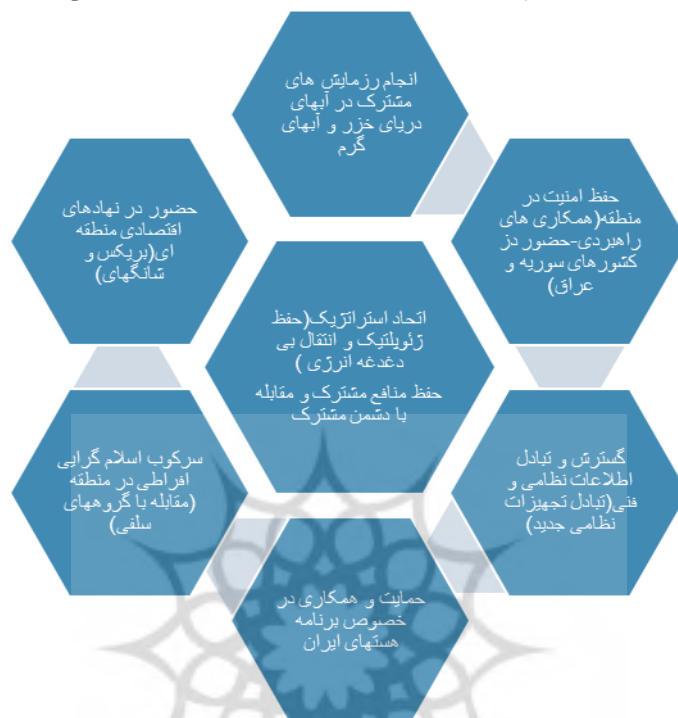 انجام رزمایش های
مشترک در آبهای
دریای خزر و آبهای
گرم
حفظ امنیت در
منطقه(همکاری های
راهبردی-حضور دز
کشورهای سوریه و
عراق)
حضور در نهادهای
اقتصادی منطقه
ای(بریکس و
شانگهای)
اتحاد استراتژیک(حفظ
ژئوپلتیک و انتقال بی
دغدغه انرژی )
حفظ منافع مشترک و مقابله
با دشمن مشترک
گسترش و تبادل
اطلاعات نظامی و
فنی(تبادل تجهیزات
نظامی جدید)
سرکوب اسلام گرایی
افراطی در منطقه
(مقابله با گروههای
سلفی)
حمایت و همکاری در
خصوص برنامه
هستهای ایران